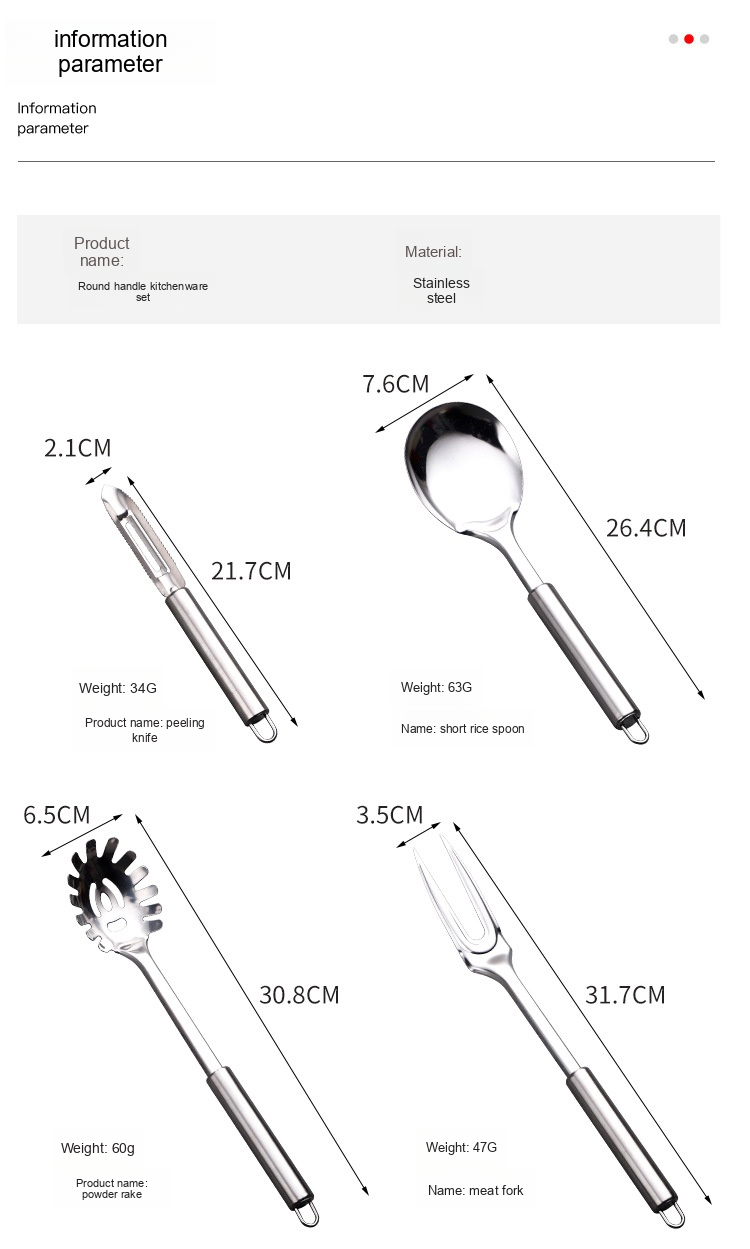 information
parameter
Information
parameter
Product
name:
Round handle kitchenware
set
Material:
Stainless
steel
2.1CM
21.7CM
Weight: 34G
Product name: peeling
knife
7.6CM
26.4CM
Weight: 63G
Name: short rice spoon
6.5CM
30.8CM
Weight: 60g
Product name:
powder rake
3.5CM
31.7CM
Weight: 47G
Name: meat fork